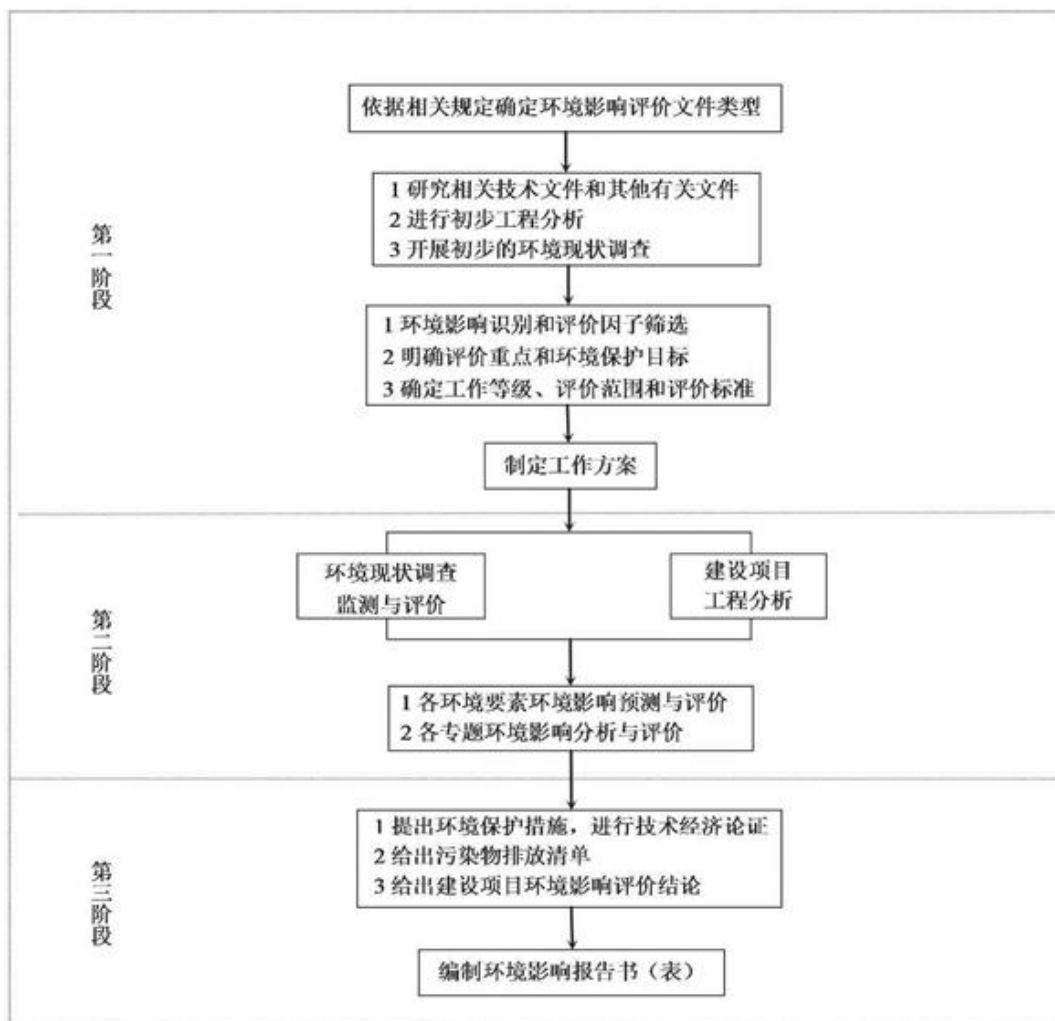 依据相关规定确定环境影响评价文件类型
1 研究相关技术文件和其他有关文件
2 进行初步工程分析
3 开展初步的环境现状调查
第一阶段
1 环境影响识别和评价因子筛选
2 明确评价重点和环境保护目标
3 确定工作等级、评价范围和评价标准
制定工作方案
环境现状调查
监测与评价
建设项目
工程分析
第二阶段
1 各环境要素环境影响预测与评价
2 各专题环境影响分析与评价
1 提出环境保护措施，进行技术经济论证
2 给出污染物排放清单
3 给出建设项目环境影响评价结论
第三阶段
编制环境影响报告书（表）